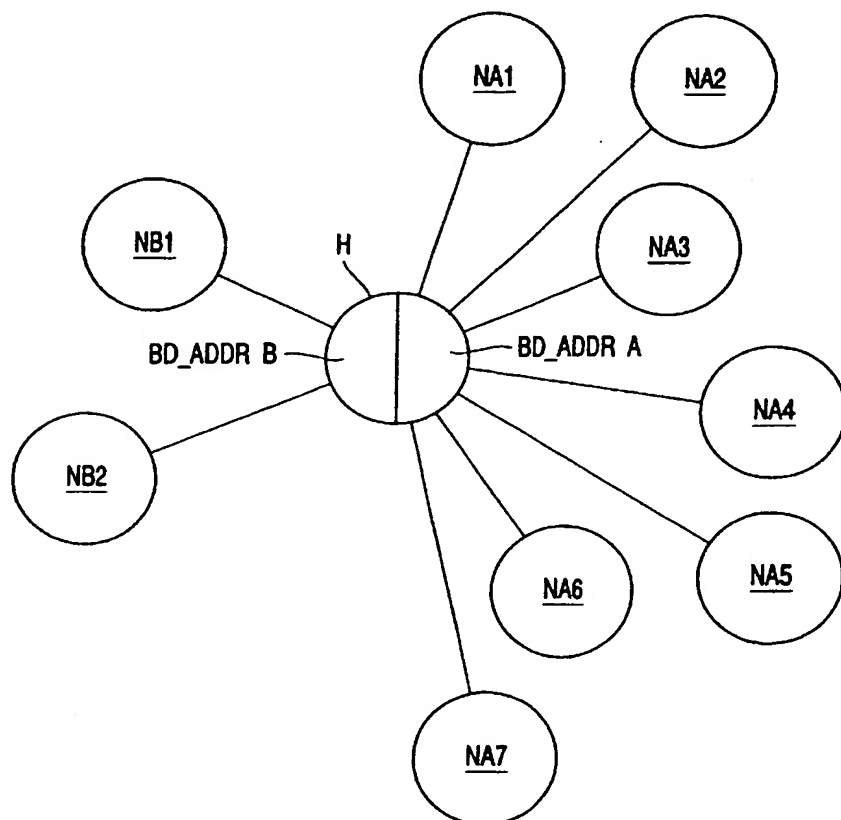 NA1
NA2
NB1
H
NA3
BD_ADDR B
BD_ADDR A
NA4
NB2
NA6
NA5
NA7